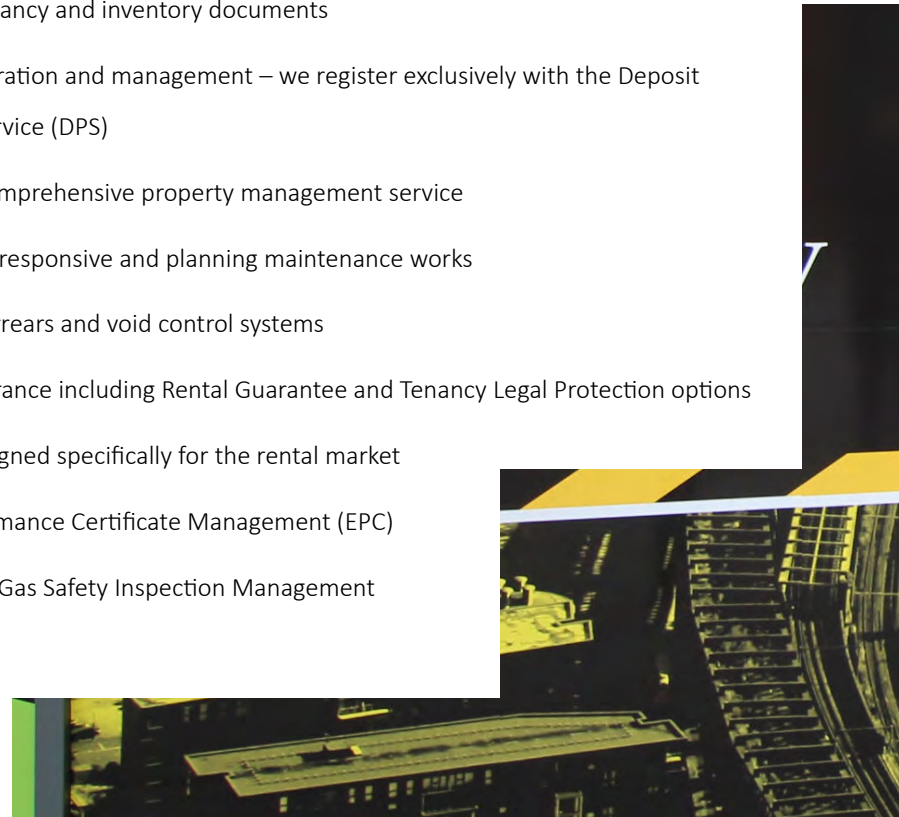 ancy and inventory documents
ration and management – we register exclusively with the Deposit
rvice (DPS)
mprehensive property management service
responsive and planning maintenance works
rears and void control systems
rance including Rental Guarantee and Tenancy Legal Protection options
gned specifically for the rental market
mance Certificate Management (EPC)
Gas Safety Inspection Management